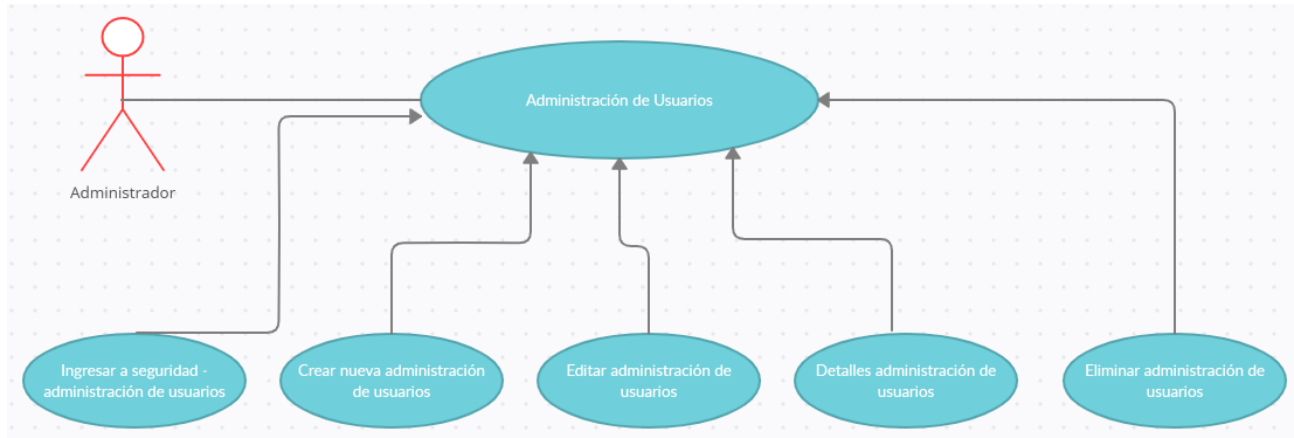 Administración de Usuarios
Administrador
Ingresar a seguridad -
administración de usuarios
Crear nueva administración
de usuarios
Editar administración de
usuarios
Detalles administración de
usuarios
Eliminar administración de
usuarios